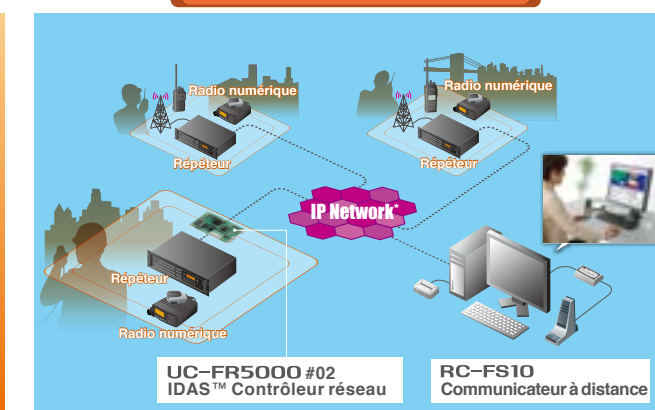 Radio numérique
Répéteur
Radio numérique
Répéteur
IP Network*
Répéteur
Radio numérique
UC-FR5000 #02
IDAS™ Contrôleur réseau
RC-FS10
Communicateur à distance